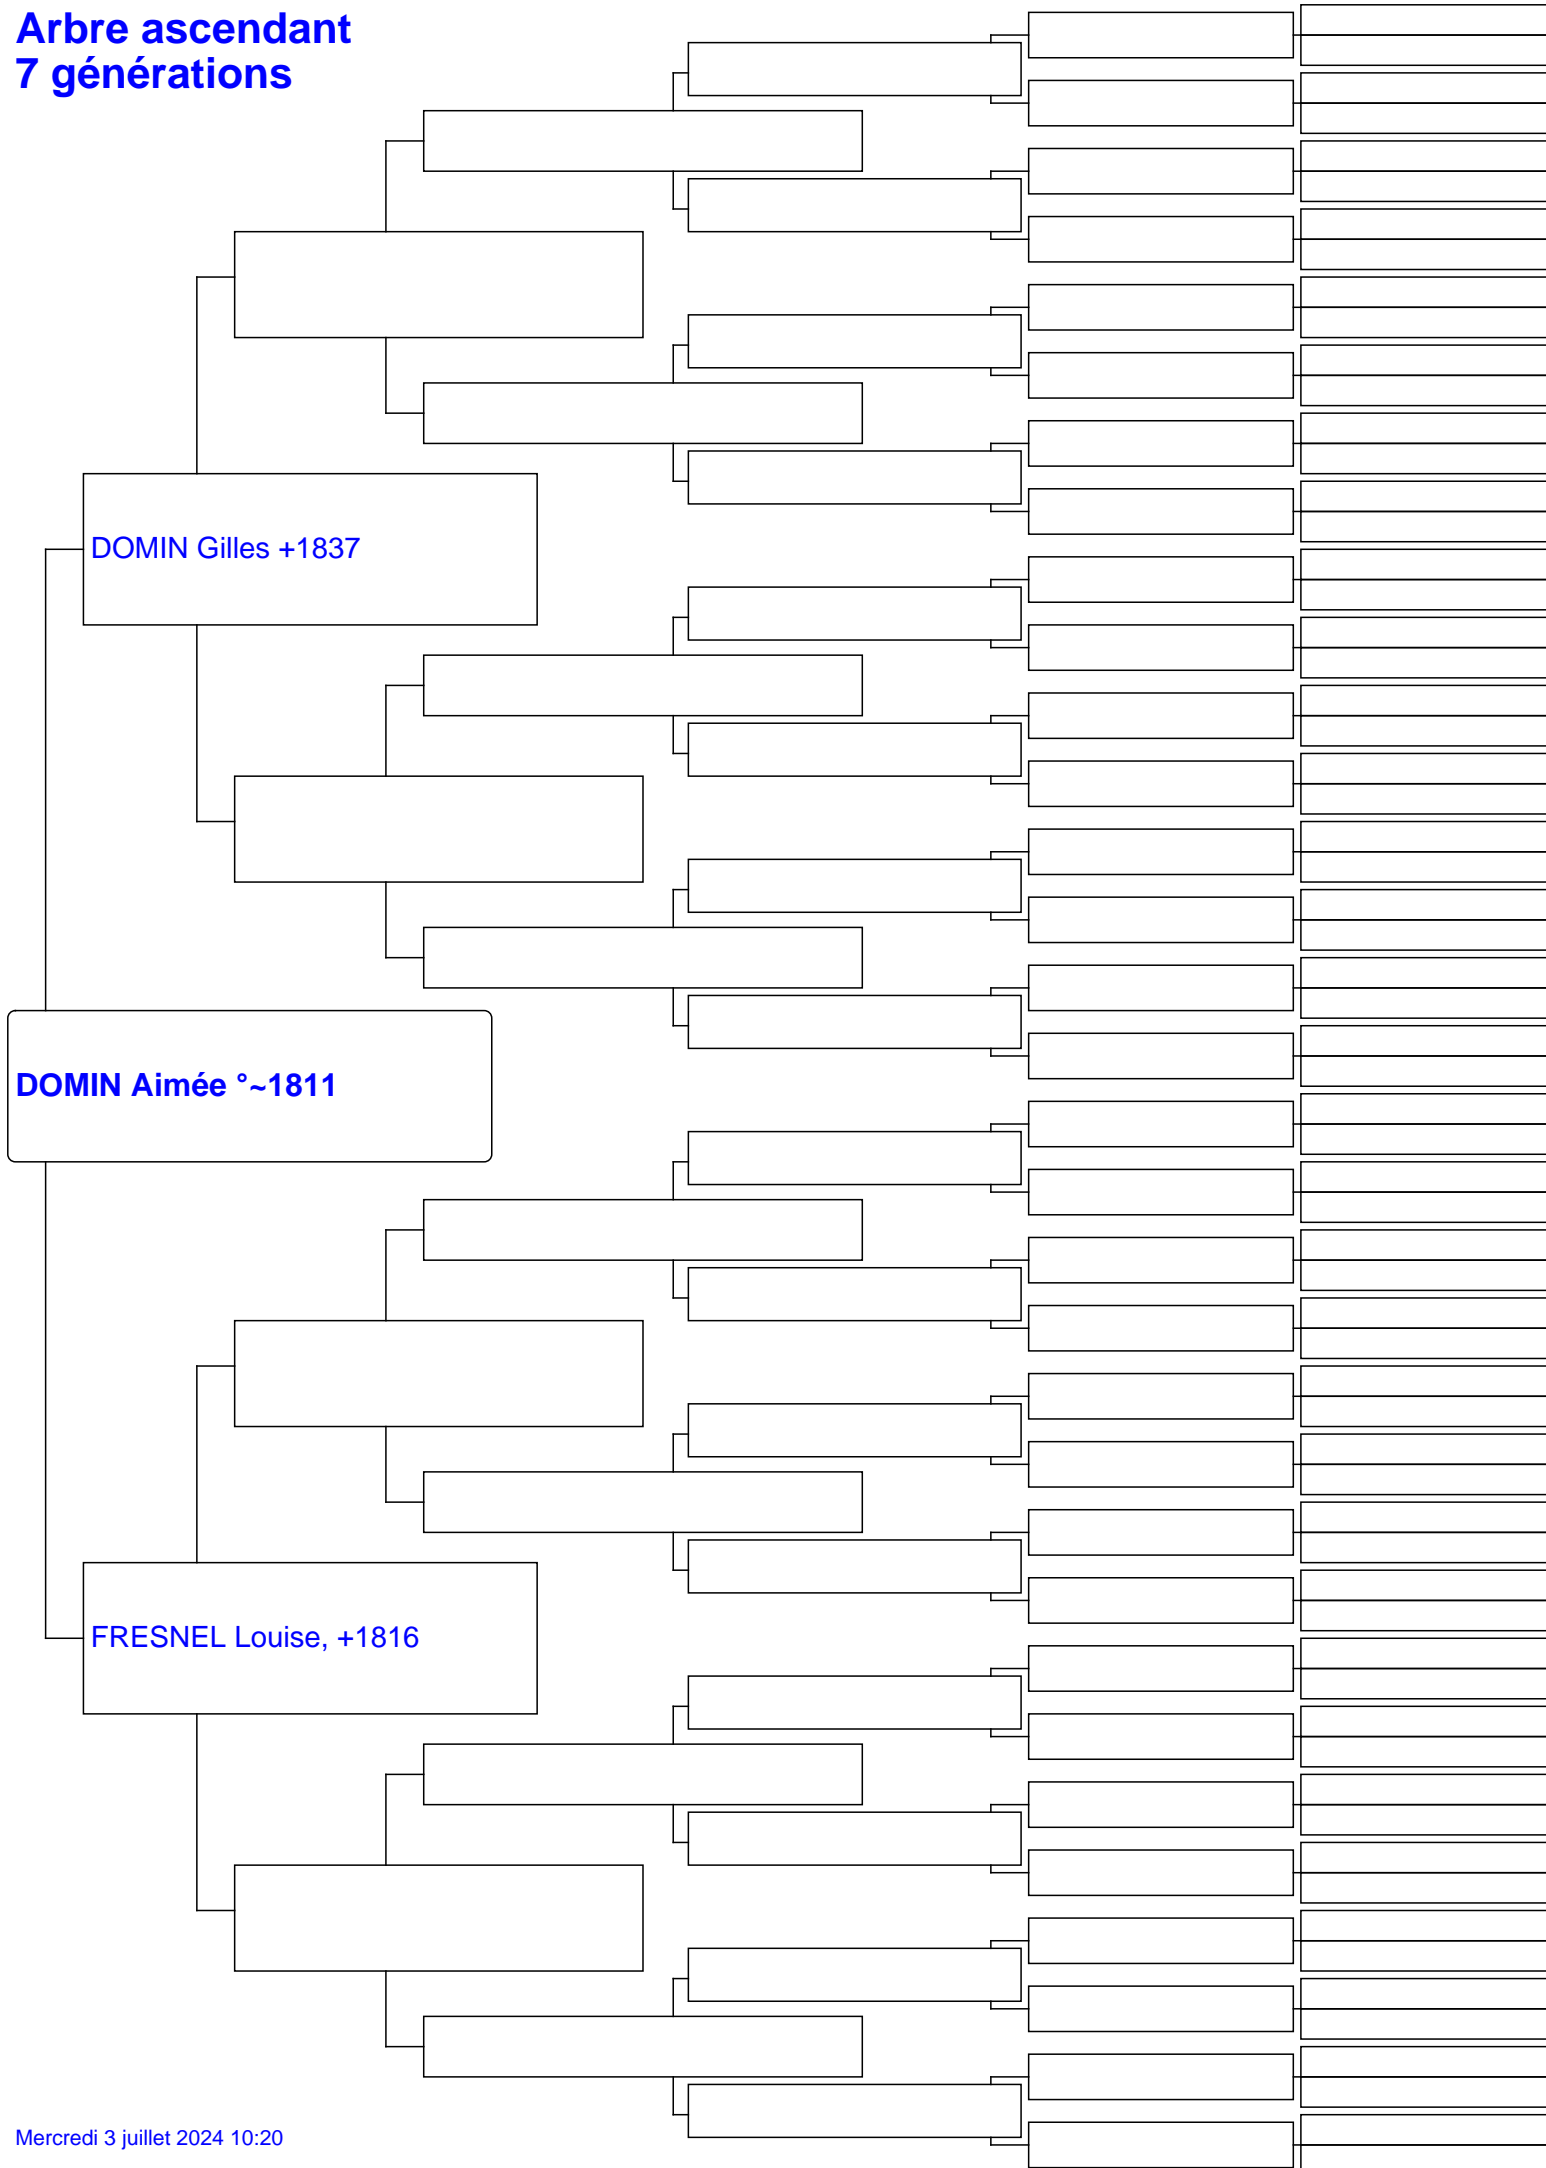 Arbre ascendant
7 générations
DOMIN Gilles +1837
DOMIN Aimée °~1811
FRESNEL Louise, +1816
Mercredi 3 juillet 2024 10:20